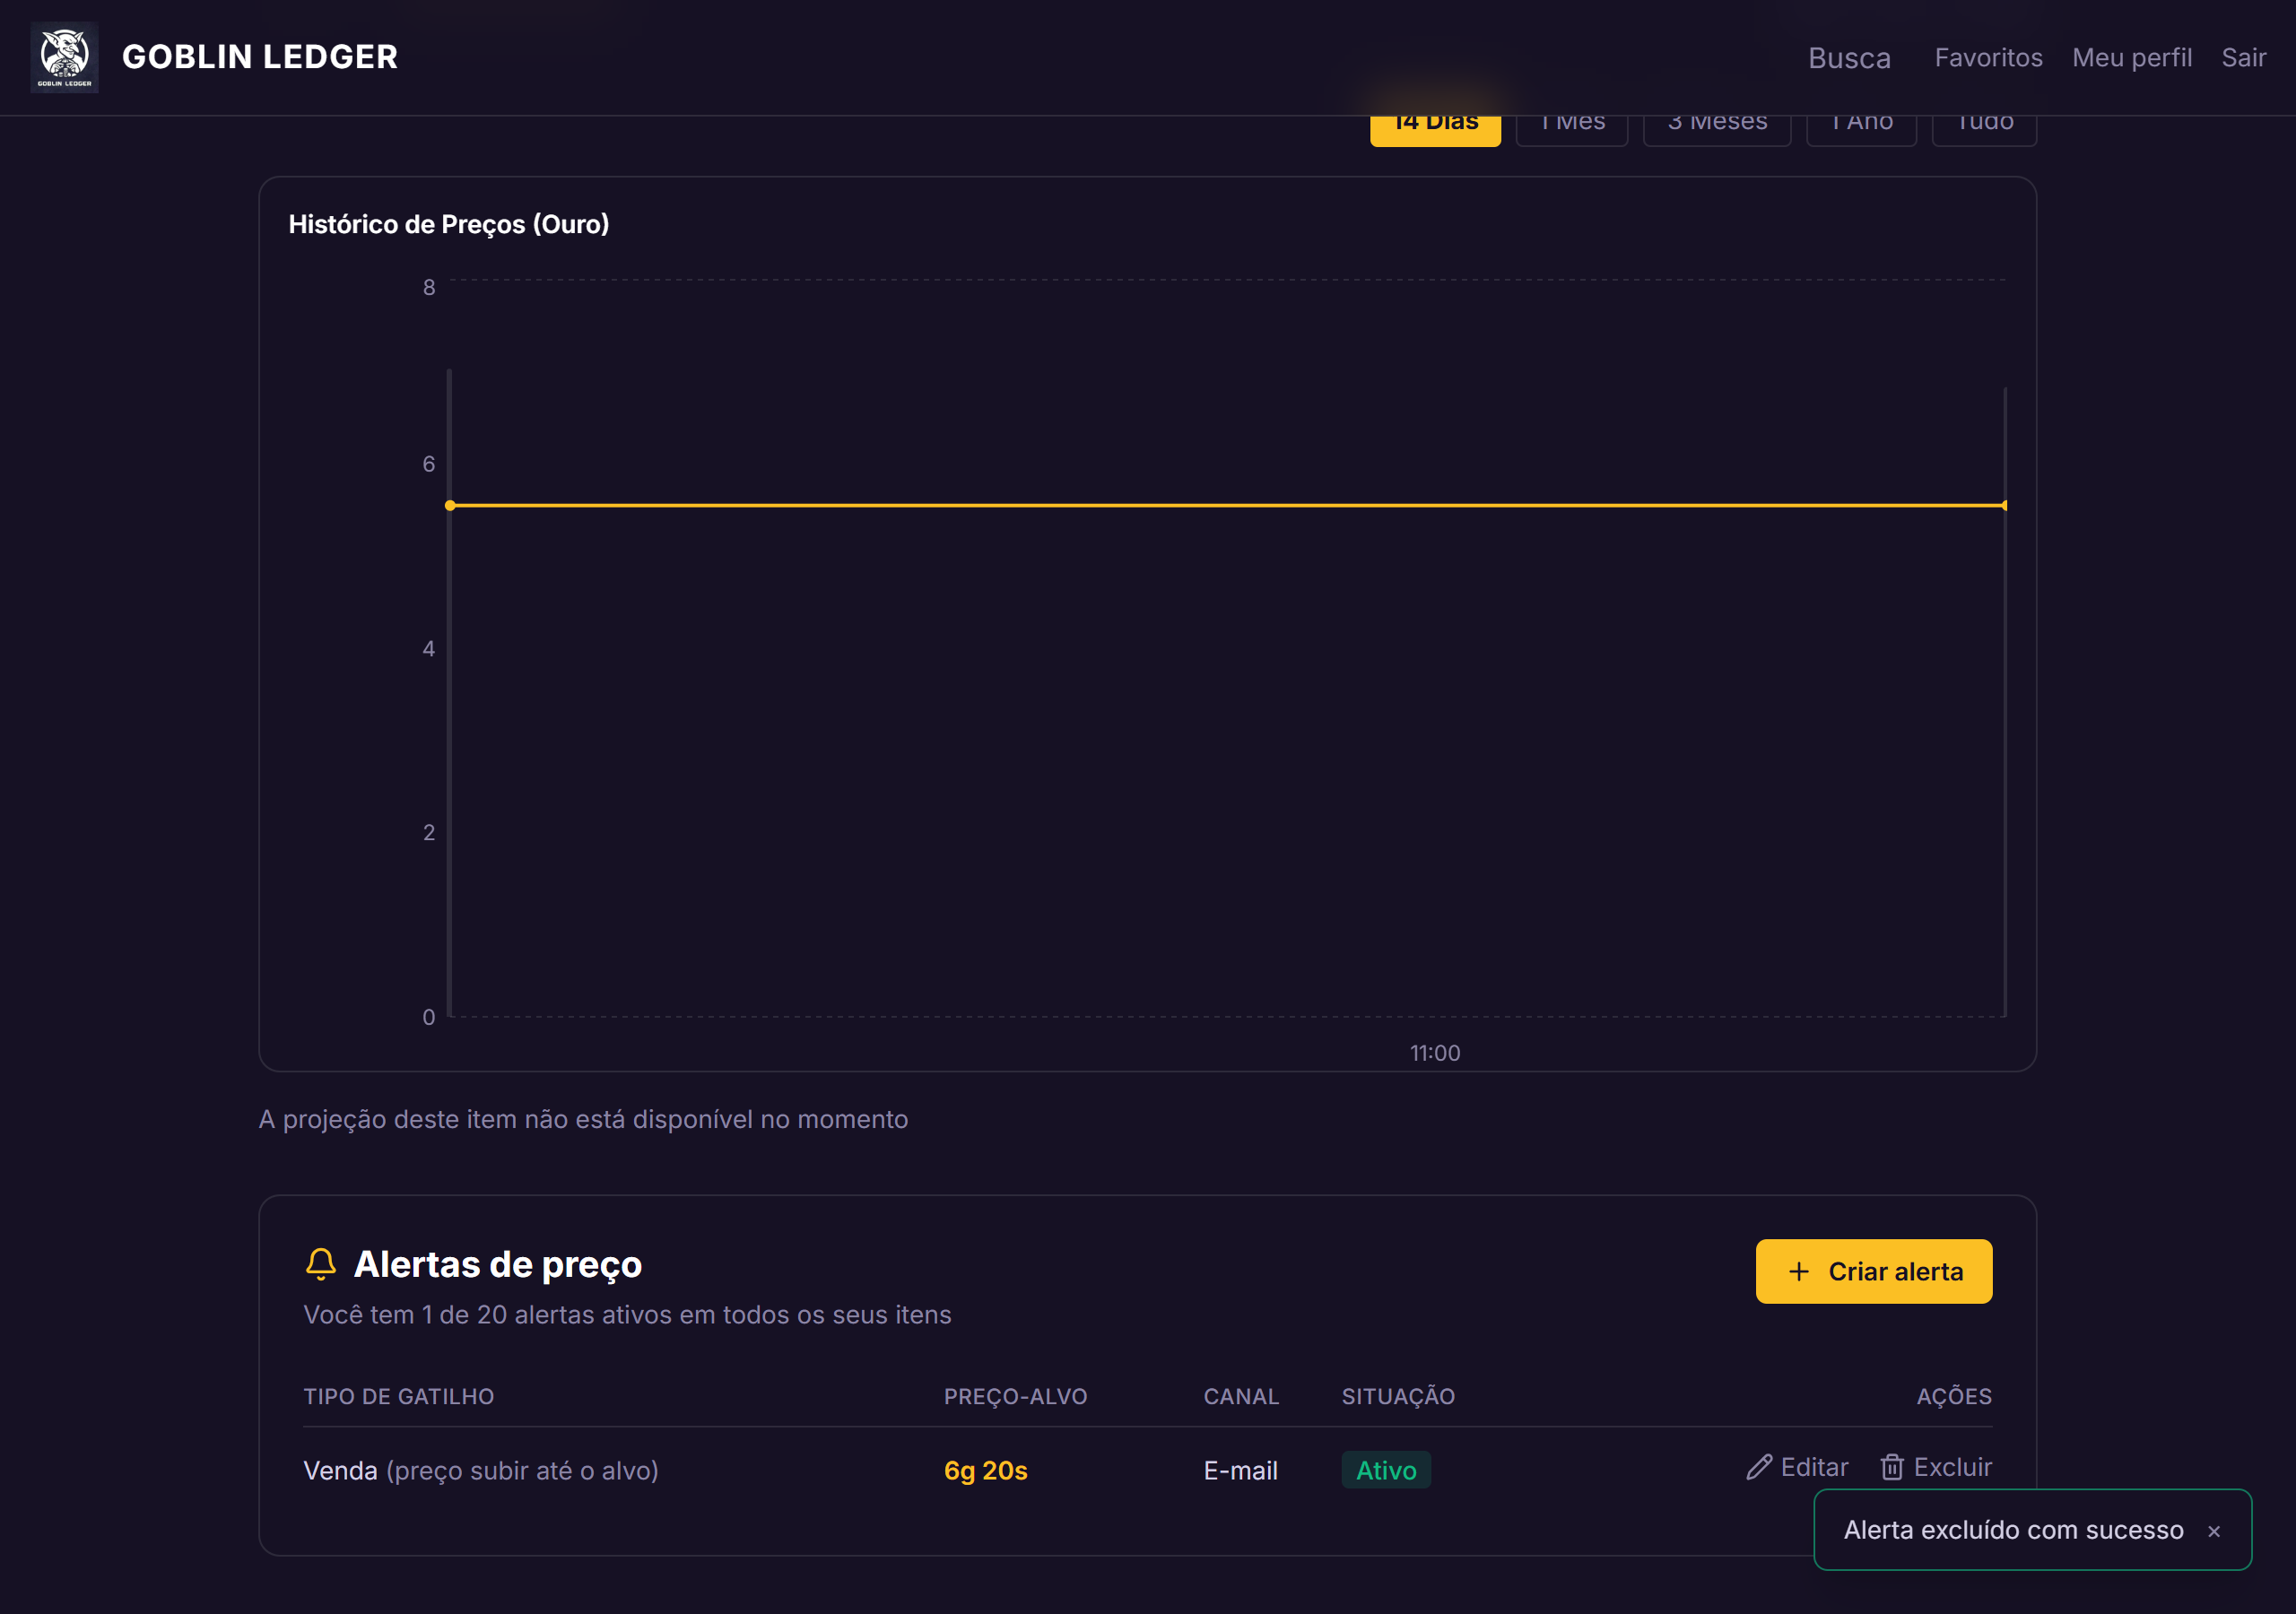 GOBLIN LEDGER
GOBLIN LEDGER
Busca
Favoritos
Meu perfil
Sair
14 Dias
1 Mês
3 Meses
1 Ano
Tudo
Histórico de Preços (Ouro)
8
6
4
2
0
11:00
A projeção deste item não está disponível no momento
Alertas de preço
+ Criar alerta
Você tem 1 de 20 alertas ativos em todos os seus itens
TIPO DE GATILHO
PREÇO-ALVO
CANAL
SITUAÇÃO
AÇÕES
Venda (preço subir até o alvo)
6g 20s
E-mail
Ativo
Editar
Excluir
Alerta excluído com sucesso ×